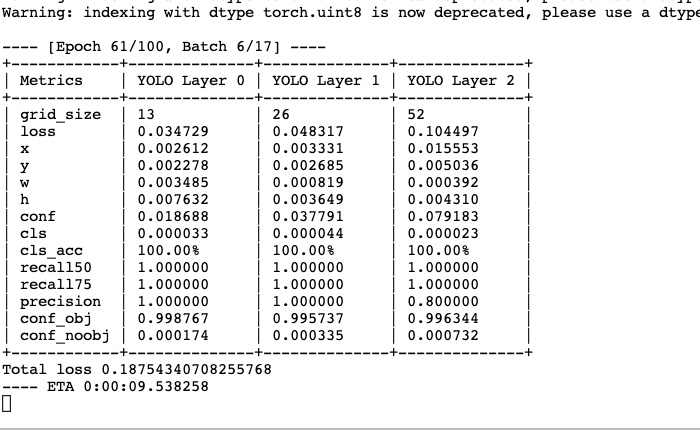 Warning: indexing with dtype torch.uint8 is now deprecated, please use a dtype
---- [Epoch 61/100, Batch 6/17] ----
+------------+--------------+--------------+--------------+
| Metrics | YOLO Layer 0 | YOLO Layer 1 | YOLO Layer 2 |
+------------+--------------+--------------+--------------+
| grid_size | 13 | 26 | 52 |
| loss | 0.034729 | 0.048317 | 0.104497 |
| x | 0.002612 | 0.003331 | 0.015553 |
| y | 0.002278 | 0.002685 | 0.005036 |
| w | 0.003485 | 0.000819 | 0.000392 |
| h | 0.007632 | 0.003649 | 0.004310 |
| conf | 0.018688 | 0.037791 | 0.079183 |
| cls | 0.000033 | 0.000044 | 0.000023 |
| cls_acc | 100.00% | 100.00% | 100.00% |
| recall50 | 1.000000 | 1.000000 | 1.000000 |
| recall75 | 1.000000 | 1.000000 | 1.000000 |
| precision | 1.000000 | 1.000000 | 0.800000 |
| conf_obj | 0.998767 | 0.995737 | 0.996344 |
| conf_noobj | 0.000174 | 0.000335 | 0.000732 |
+------------+--------------+--------------+--------------+
Total loss 0.18754340708255768
---- ETA 0:00:09.538258